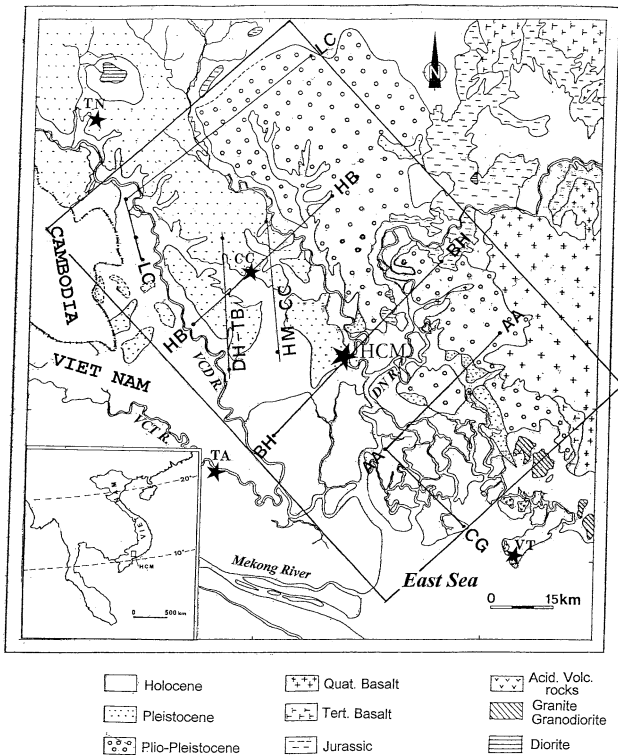 LC
N
TN
HB
CAMBODIA
LC
CC
BH
HB
DH-TB
HM-CC
AA
HCM
VIET NAM
VCD R.
DN R.
VCT R.
BH
TA
AA
CG
VT
Mekong River
East Sea
0 15km
20°
VIET
10°
HCM
0 500km
Holocene
Quat. Basalt
Acid. Volc. rocks
Pleistocene
Tert. Basalt
Granite
Granodiorite
Plio-Pleistocene
Jurassic
Diorite